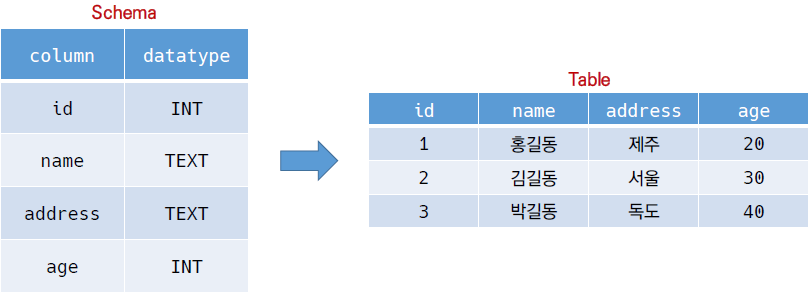 Schema
column datatype
id INT
name TEXT
address TEXT
age INT
Table
id name address age
1 홍길동 제주 20
2 김길동 서울 30
3 박길동 독도 40